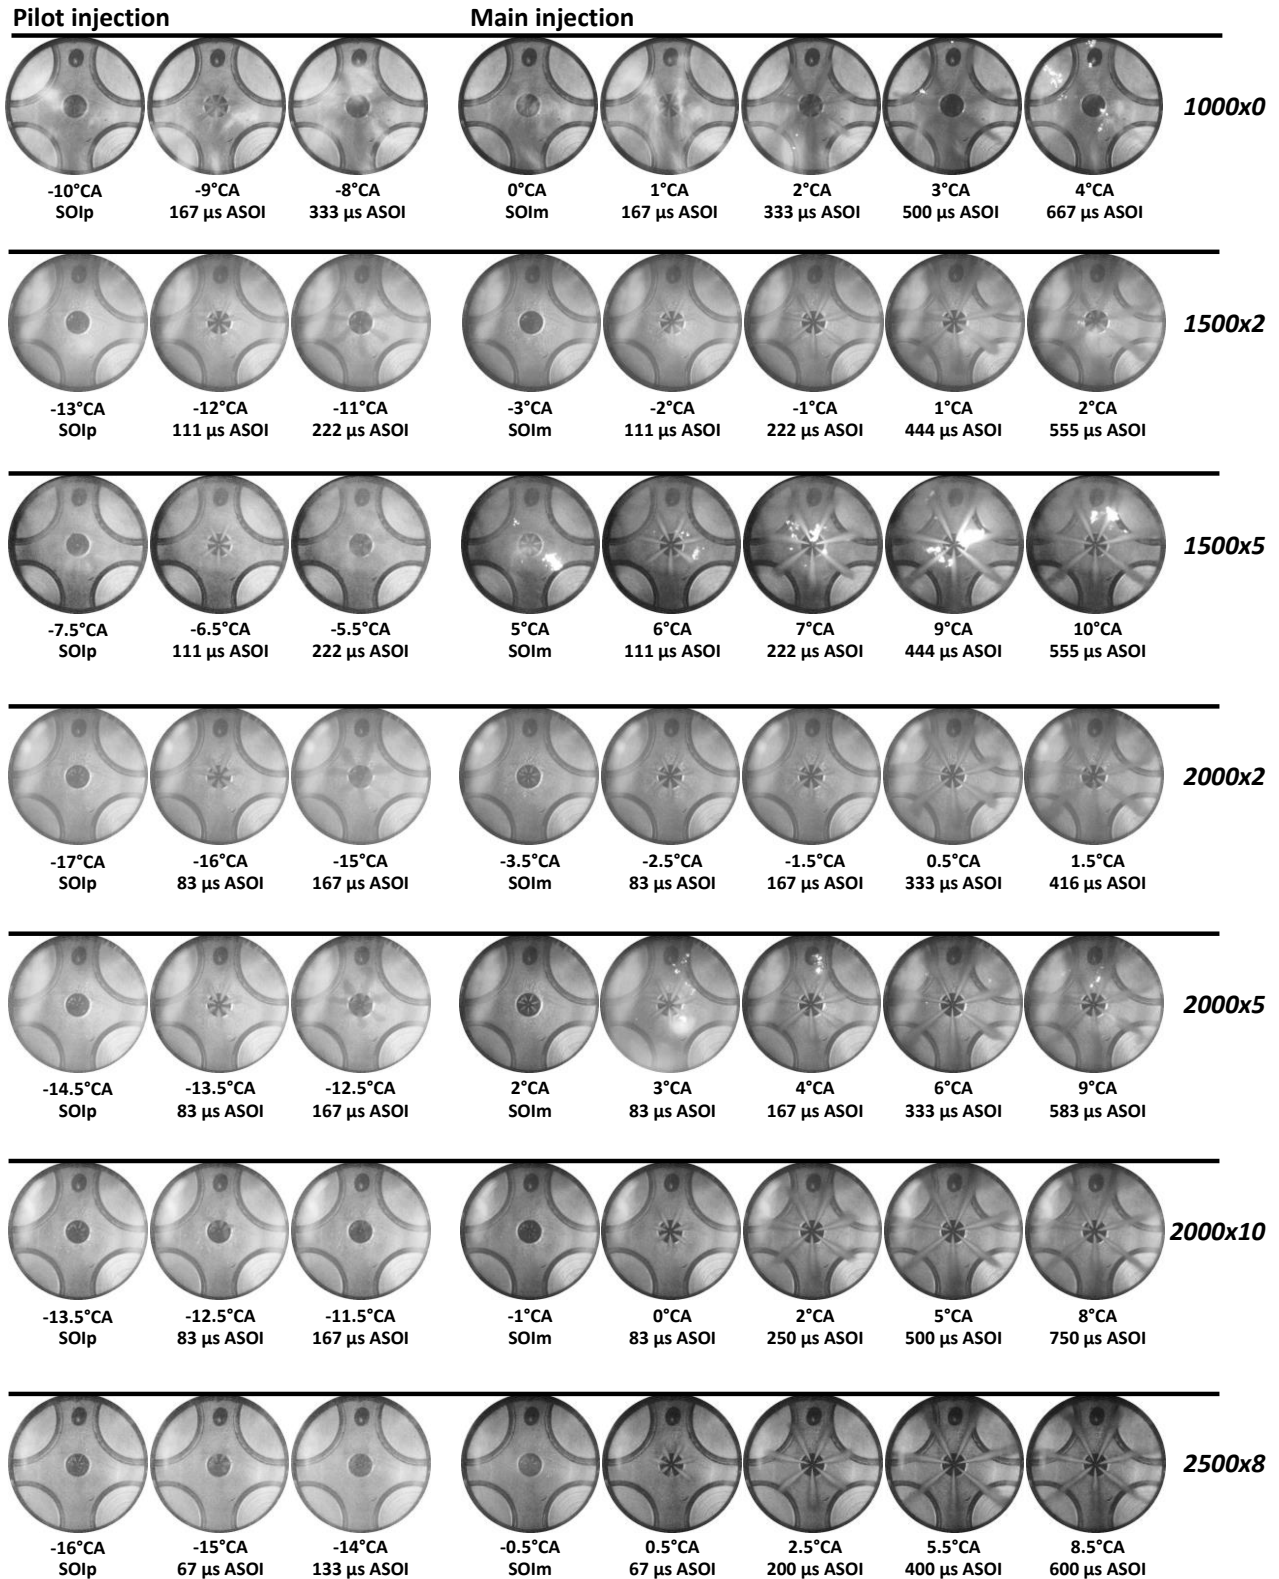 Pilot injection Main injection
1000x0
-10°CA -9°CA -8°CA 0°CA 1°CA 2°CA 3°CA 4°CA
SOIp 167 µs ASOI 333 µs ASOI SOIm 167 µs ASOI 333 µs ASOI 500 µs ASOI 667 µs ASOI
1500x2
-13°CA -12°CA -11°CA -3°CA -2°CA -1°CA 1°CA 2°CA
SOIp 111 µs ASOI 222 µs ASOI SOIm 111 µs ASOI 222 µs ASOI 444 µs ASOI 555 µs ASOI
1500x5
-7.5°CA -6.5°CA -5.5°CA 5°CA 6°CA 7°CA 9°CA 10°CA
SOIp 111 µs ASOI 222 µs ASOI SOIm 111 µs ASOI 222 µs ASOI 444 µs ASOI 555 µs ASOI
2000x2
-17°CA -16°CA -15°CA -3.5°CA -2.5°CA -1.5°CA 0.5°CA 1.5°CA
SOIp 83 µs ASOI 167 µs ASOI SOIm 83 µs ASOI 167 µs ASOI 333 µs ASOI 416 µs ASOI
2000x5
-14.5°CA -13.5°CA -12.5°CA 2°CA 3°CA 4°CA 6°CA 9°CA
SOIp 83 µs ASOI 167 µs ASOI SOIm 83 µs ASOI 167 µs ASOI 333 µs ASOI 583 µs ASOI
2000x10
-13.5°CA -12.5°CA -11.5°CA -1°CA 0°CA 2°CA 5°CA 8°CA
SOIp 83 µs ASOI 167 µs ASOI SOIm 83 µs ASOI 250 µs ASOI 500 µs ASOI 750 µs ASOI
2500x8
-16°CA -15°CA -14°CA -0.5°CA 0.5°CA 2.5°CA 5.5°CA 8.5°CA
SOIp 67 µs ASOI 133 µs ASOI SOIm 67 µs ASOI 200 µs ASOI 400 µs ASOI 600 µs ASOI